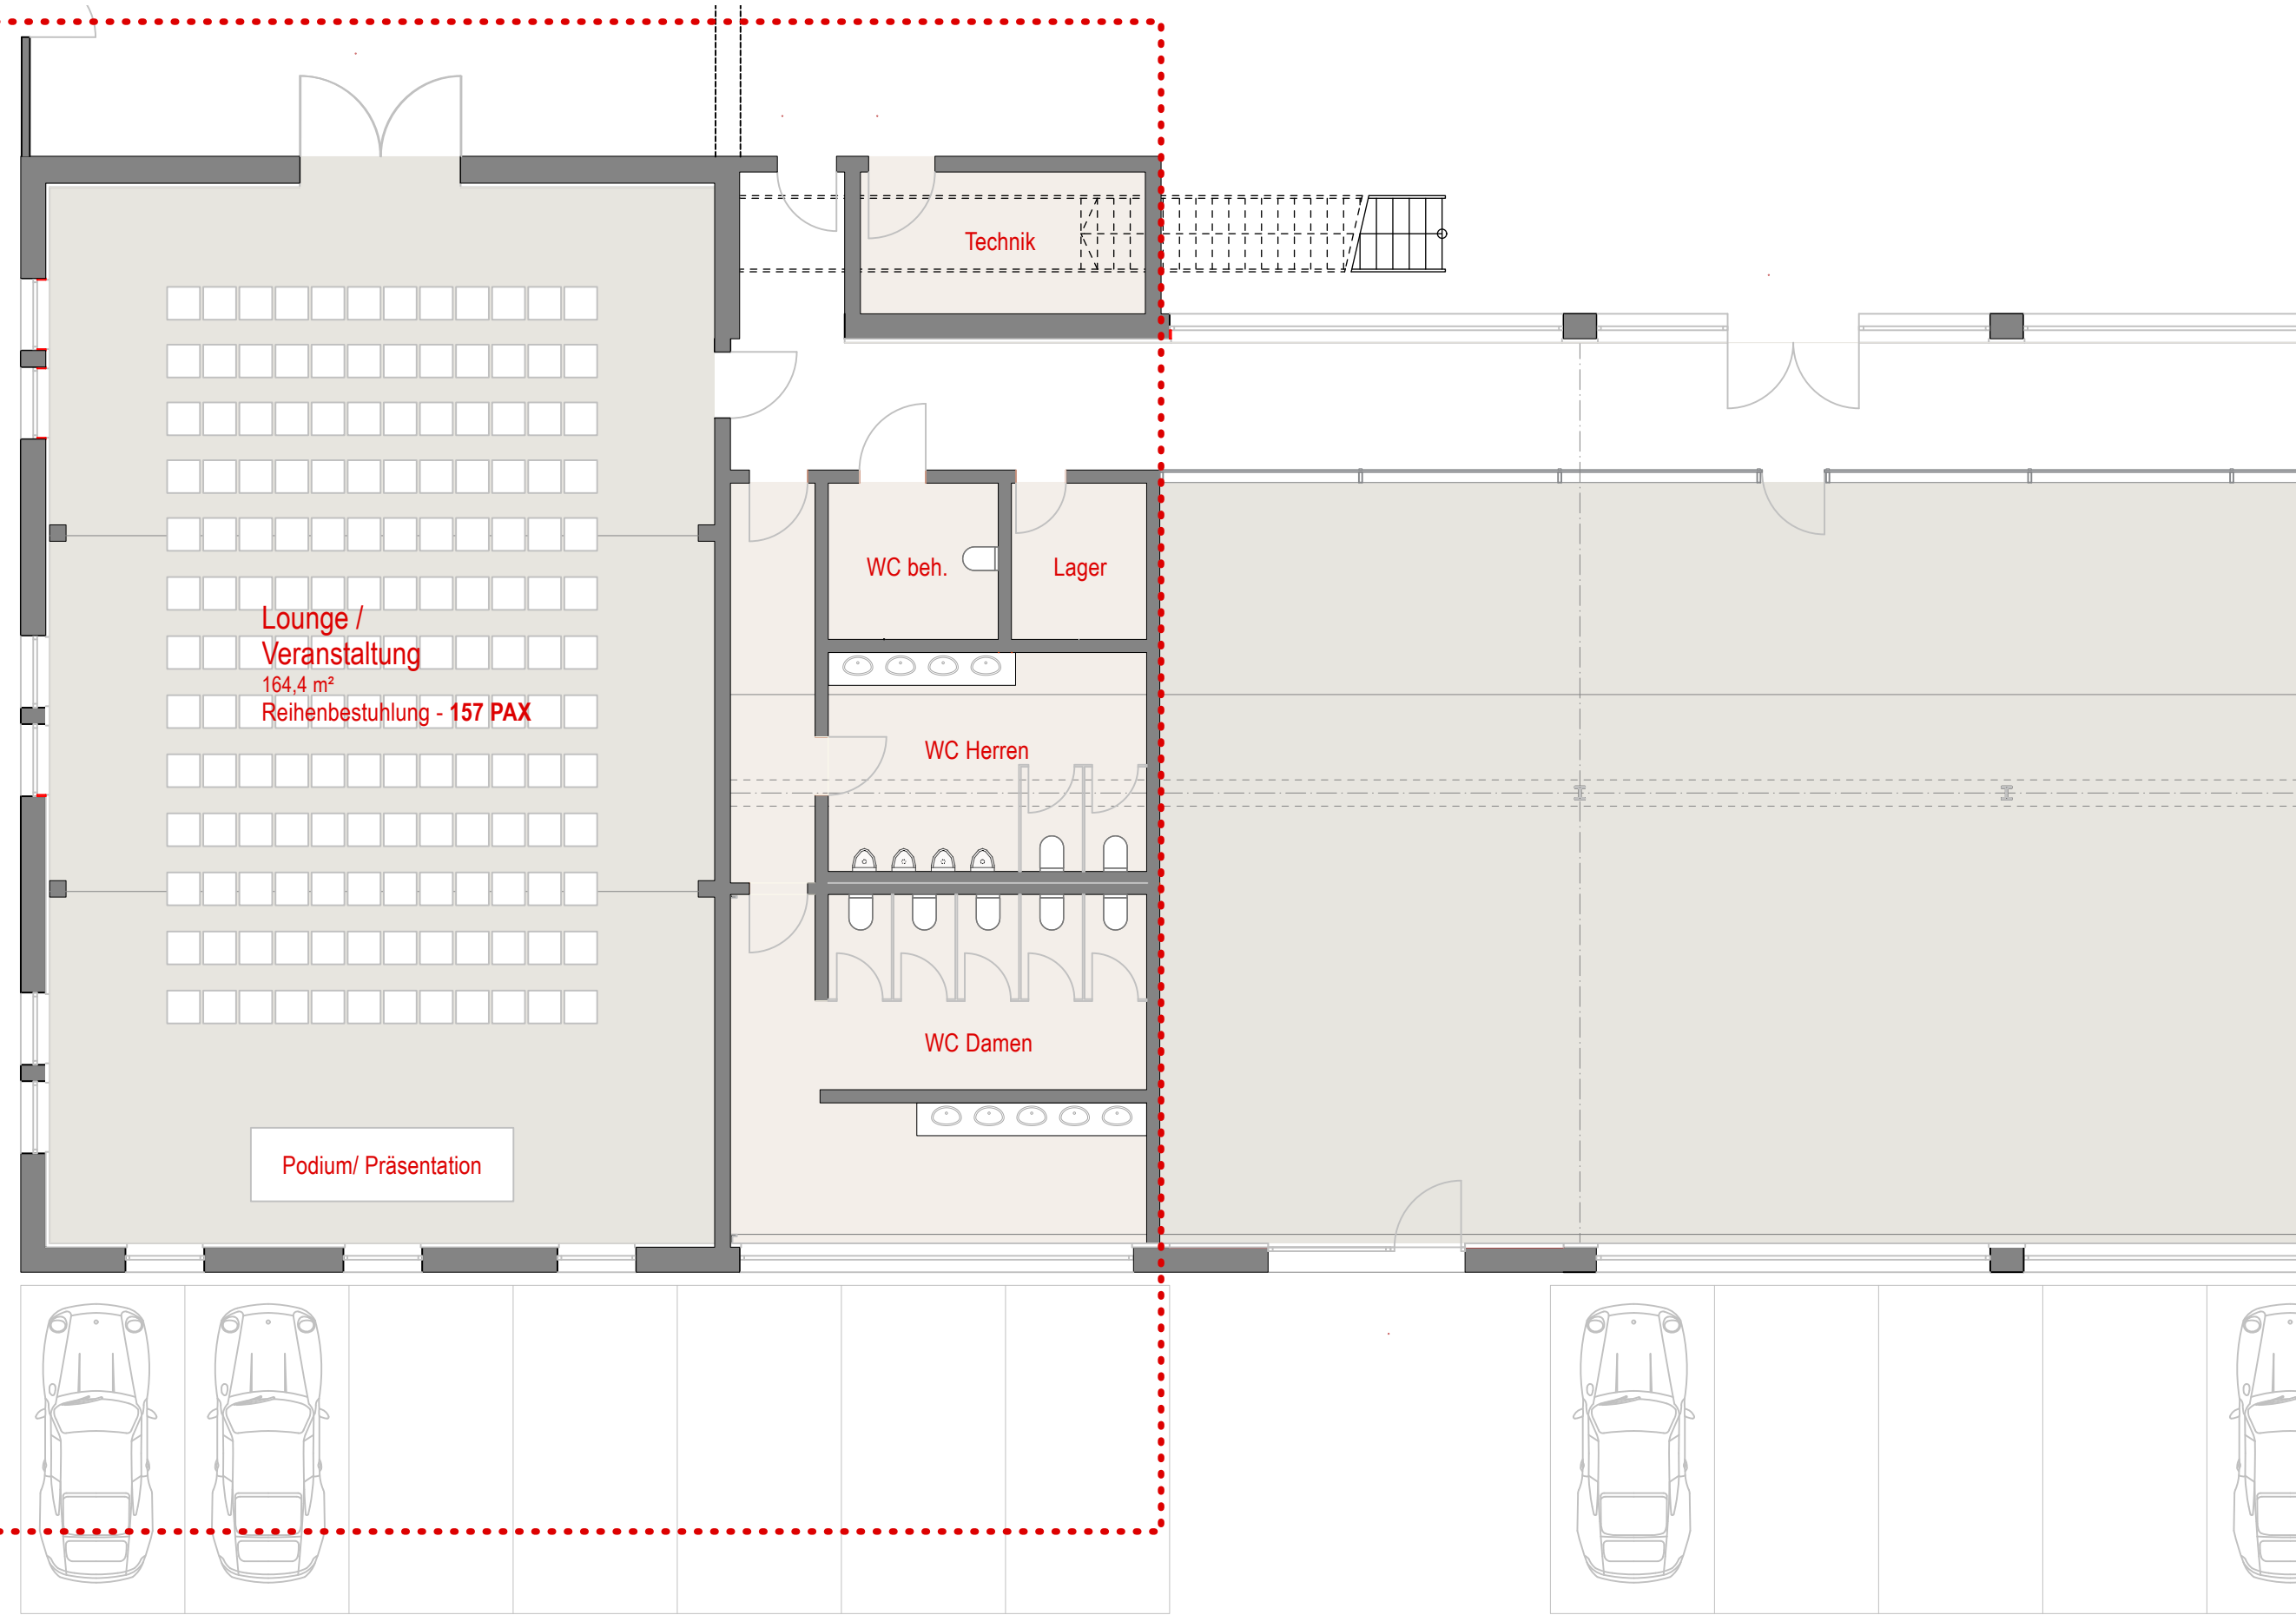 Technik
WC beh.
Lager
Lounge /
Veranstaltung
164,4 m²
Reihenbestuhlung - 157 PAX
WC Herren
WC Damen
Podium/ Präsentation